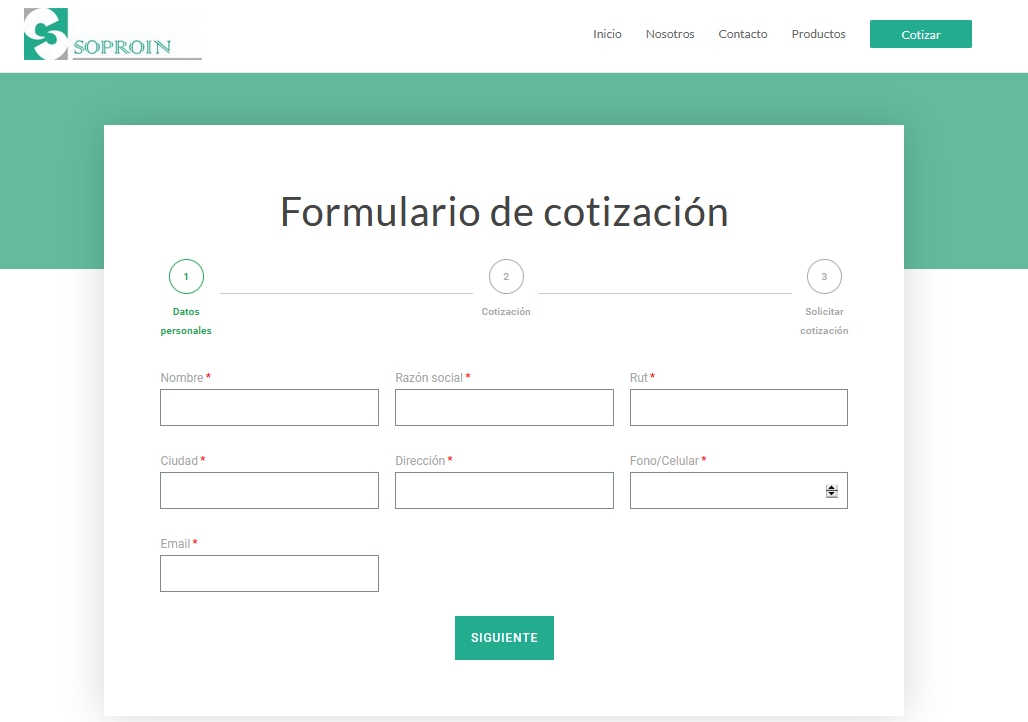 SOPROIN
Inicio Nosotros Contacto Productos Cotizar
Formulario de cotización
1 2 3
Datos personales Cotización Solicitar cotización
Nombre * Razón social * Rut *
Ciudad * Dirección * Fono/Celular *
Email *
SIGUIENTE